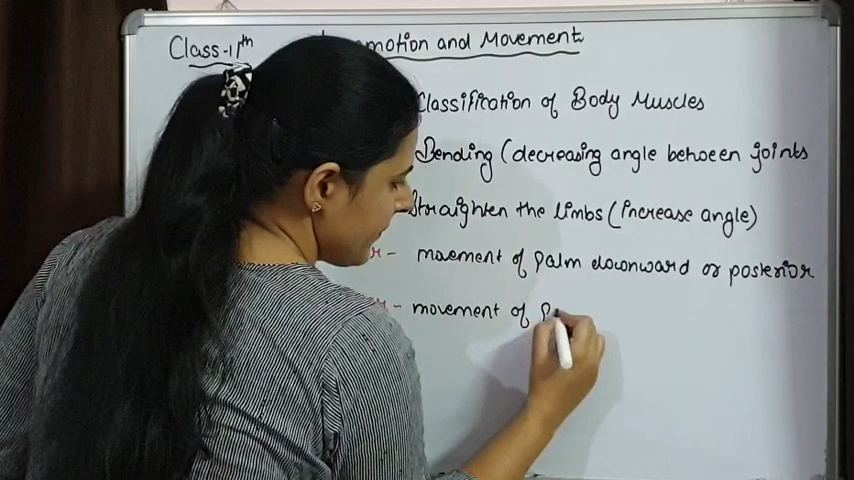 Class-11th
motion and Movement
Classification of Body Muscles
Bending (decreasing angle between joints
Straighten the limbs (increase angle)
r - movement of palm downward or posterior
r - movement of P